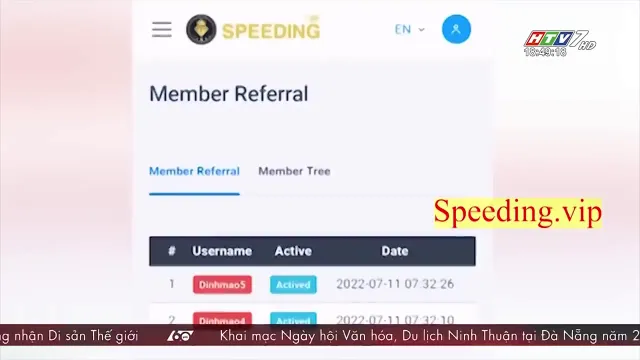 SPEEDING
EN
HTV7 HD
18:49:18
Member Referral
Member Referral Member Tree
Speeding.vip
# Username Active Date
1 Dinhmao5 Actived 2022-07-11 07:32:26
2 Dinhmao4 Actived 2022-07-11 07:32:10
ng nhận Di sản Thế giới 60 Khai mạc Ngày hội Văn hóa, Du lịch Ninh Thuận tại Đà Nẵng năm 2